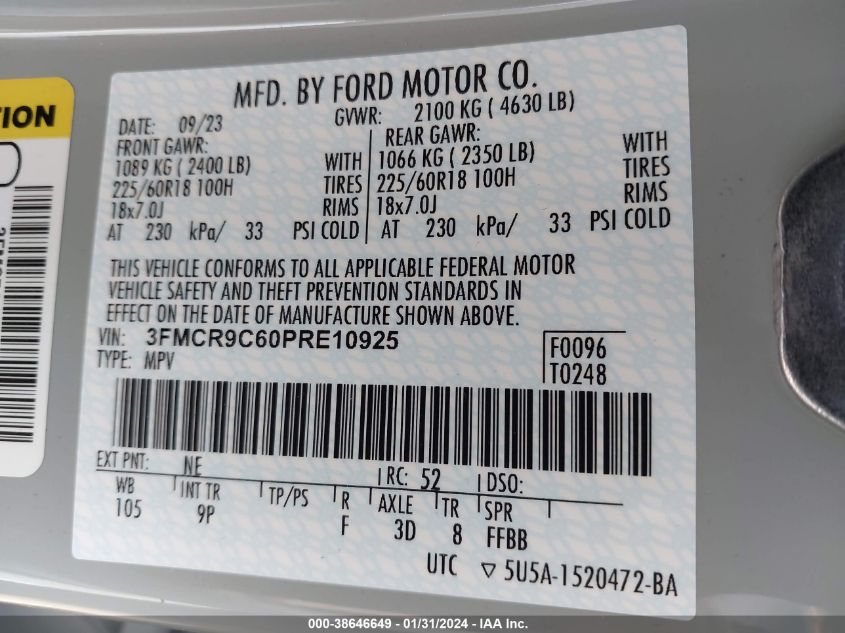 MFD. BY FORD MOTOR CO.
DATE: 09/23 GVWR: 2100 KG ( 4630 LB)
FRONT GAWR: REAR GAWR:
1089 KG ( 2400 LB) WITH 1066 KG ( 2350 LB) WITH
225/60R18 100H TIRES 225/60R18 100H TIRES
18x7.0J RIMS 18x7.0J RIMS
AT 230 kPa/ 33 PSI COLD AT 230 kPa/ 33 PSI COLD
THIS VEHICLE CONFORMS TO ALL APPLICABLE FEDERAL MOTOR
VEHICLE SAFETY AND THEFT PREVENTION STANDARDS IN
EFFECT ON THE DATE OF MANUFACTURE SHOWN ABOVE.
VIN: 3FMCR9C60PRE10925 F0096
TYPE: MPV T0248
EXT PNT: NE RC: 52 DSO:
WB INT TR TP/PS R AXLE TR SPR
105 9P F 3D 8 FFBB
UTC ▽ 5U5A-1520472-BA
000-38646649 / 01/31/2024 - IAA Inc.